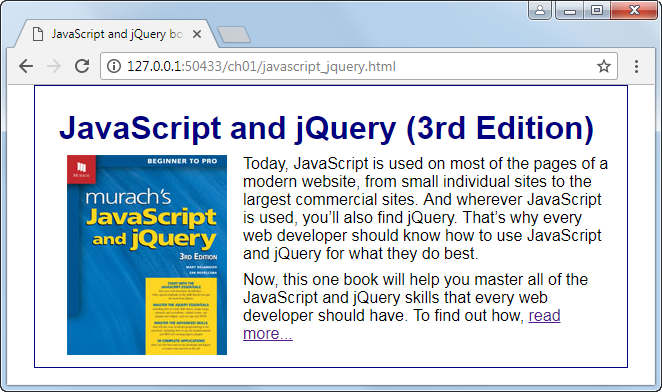 JavaScript and jQuery bo
127.0.0.1:50433/ch01/javascript_jquery.html
JavaScript and jQuery (3rd Edition)
MURACH
BEGINNER TO PRO
murach's
JavaScript
and jQuery
3RD EDITION
Today, JavaScript is used on most of the pages of a
modern website, from small individual sites to the
largest commercial sites. And wherever JavaScript
is used, you’ll also find jQuery. That’s why every
web developer should know how to use JavaScript
and jQuery for what they do best.
Now, this one book will help you master all of the
JavaScript and jQuery skills that every web
developer should have. To find out how, read
more...